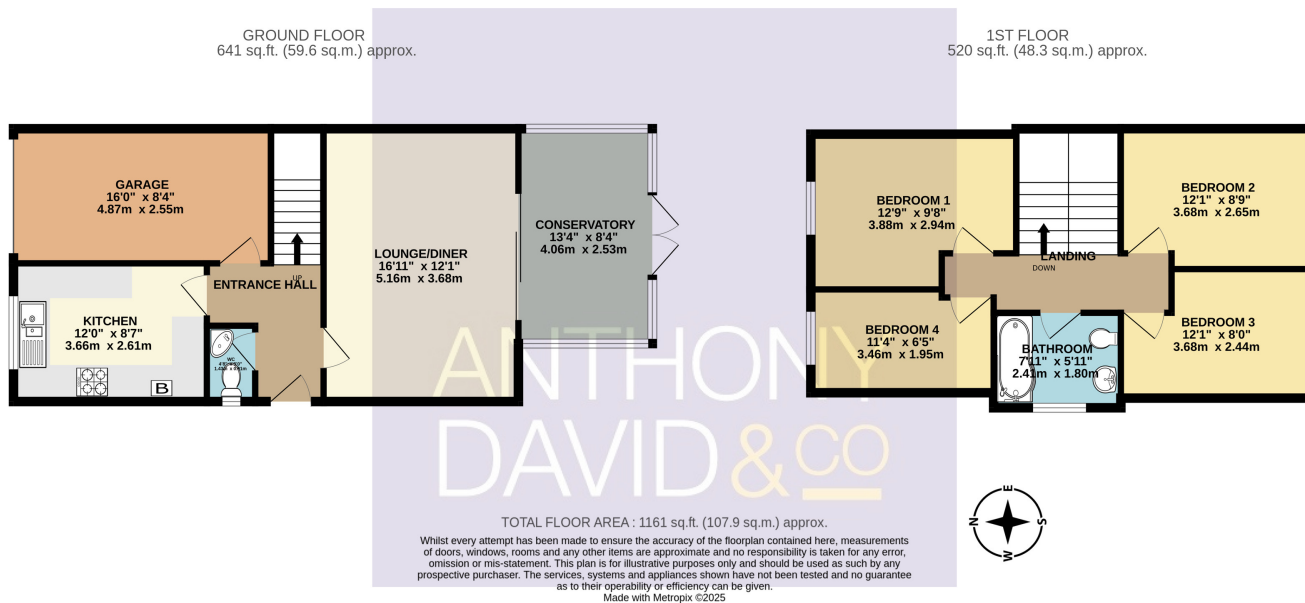 GROUND FLOOR
641 sq.ft. (59.6 sq.m.) approx.
1ST FLOOR
520 sq.ft. (48.3 sq.m.) approx.
GARAGE
16'0" x 8'4"
4.87m x 2.55m
UP
ENTRANCE HALL
KITCHEN
12'0" x 8'7"
3.66m x 2.61m
B
WC
LOUNGE/DINER
16'11" x 12'1"
5.16m x 3.68m
CONSERVATORY
13'4" x 8'4"
4.06m x 2.53m
BEDROOM 1
12'9" x 9'8"
3.88m x 2.94m
BEDROOM 2
12'1" x 8'9"
3.68m x 2.65m
LANDING
DOWN
BEDROOM 4
11'4" x 6'5"
3.46m x 1.95m
BATHROOM
7'11" x 5'11"
2.41m x 1.80m
BEDROOM 3
12'1" x 8'0"
3.68m x 2.44m
ANTHONY
DAVID & CO
N
E
S
W
TOTAL FLOOR AREA : 1161 sq.ft. (107.9 sq.m.) approx.
Whilst every attempt has been made to ensure the accuracy of the floorplan contained here, measurements
of doors, windows, rooms and any other items are approximate and no responsibility is taken for any error,
omission or mis-statement. This plan is for illustrative purposes only and should be used as such by any
prospective purchaser. The services, systems and appliances shown have not been tested and no guarantee
as to their operability or efficiency can be given.
Made with Metropix ©2025